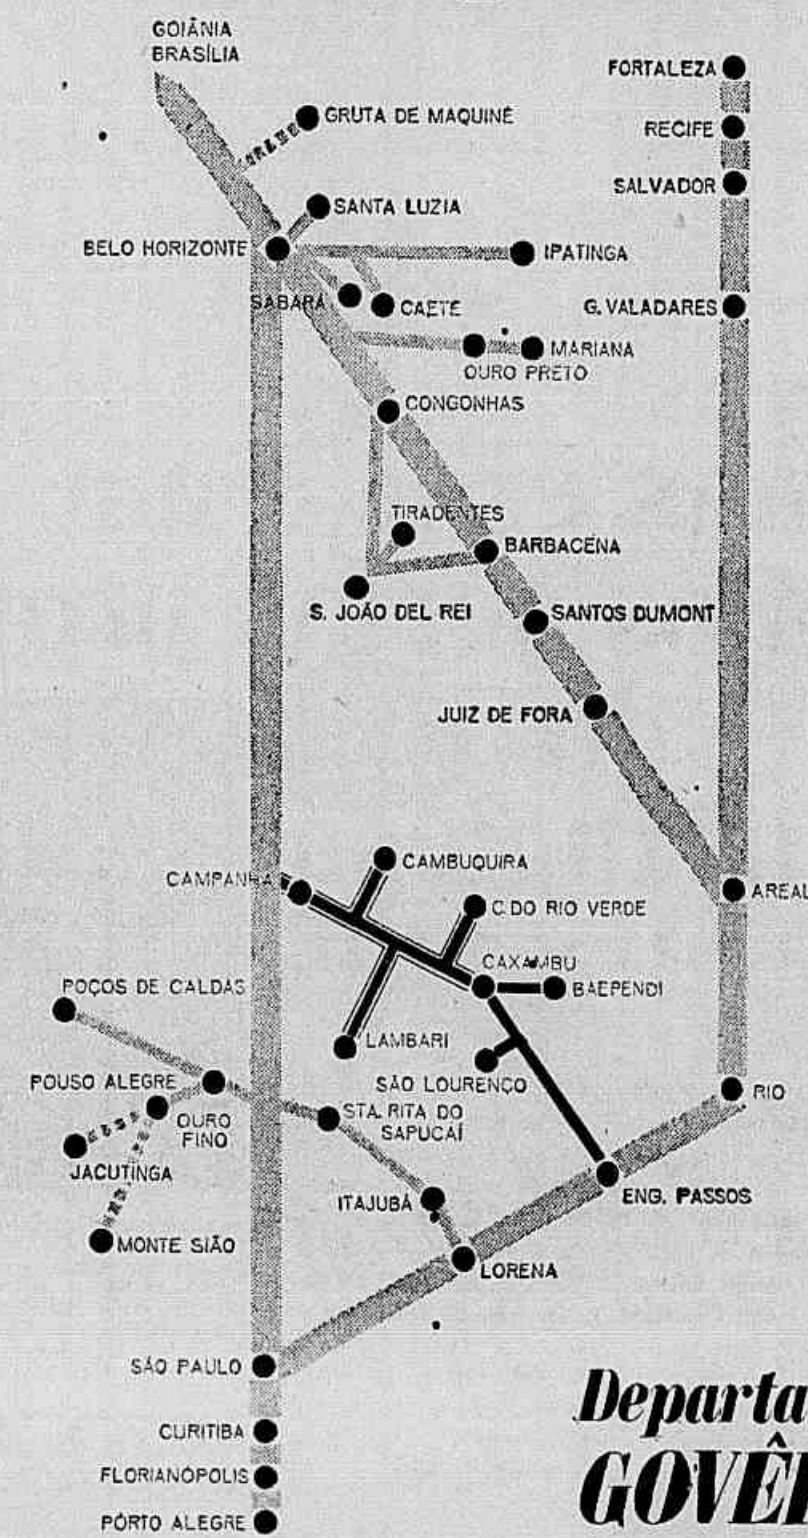 GOIÂNIA
BRASÍLIA
FORTALEZA
GRUTA DE MAQUINÉ
RECIFE
SALVADOR
SANTA LUZIA
BELO HORIZONTE
IPATINGA
SABARÁ
CAETÉ
G. VALADARES
MARIANA
OURO PRETO
CONGONHAS
TIRADENTES
BARBACENA
S. JOÃO DEL REI
SANTOS DUMONT
JUIZ DE FORA
CAMBUQUIRA
CAMPANHA
AREAL
C. DO RIO VERDE
CAXAMBU
POÇOS DE CALDAS
BAEPENDI
LAMBARI
SÃO LOURENÇO
POUSO ALEGRE
RIO
OURO
FINO
STA. RITA DO
SAPUCAÍ
JACUTINGA
ITAJUBÁ
ENG. PASSOS
MONTE SIÃO
LORENA
SÃO PAULO
CURITIBA
FLORIANÓPOLIS
PÔRTO ALEGRE
Departa
GOVÊ